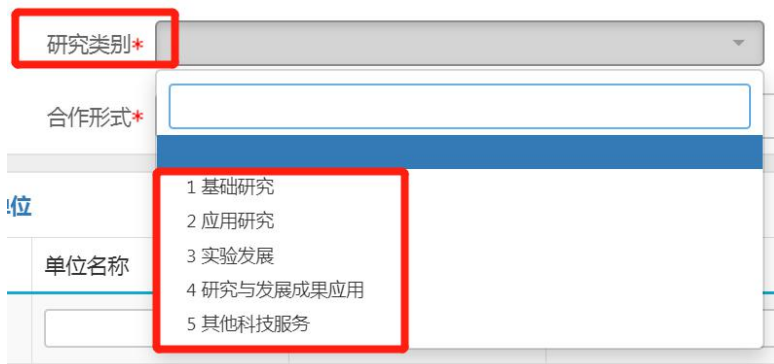 研究类别*
合作形式*
1 基础研究
2 应用研究
3 实验发展
4 研究与发展成果应用
5 其他科技服务
位
单位名称